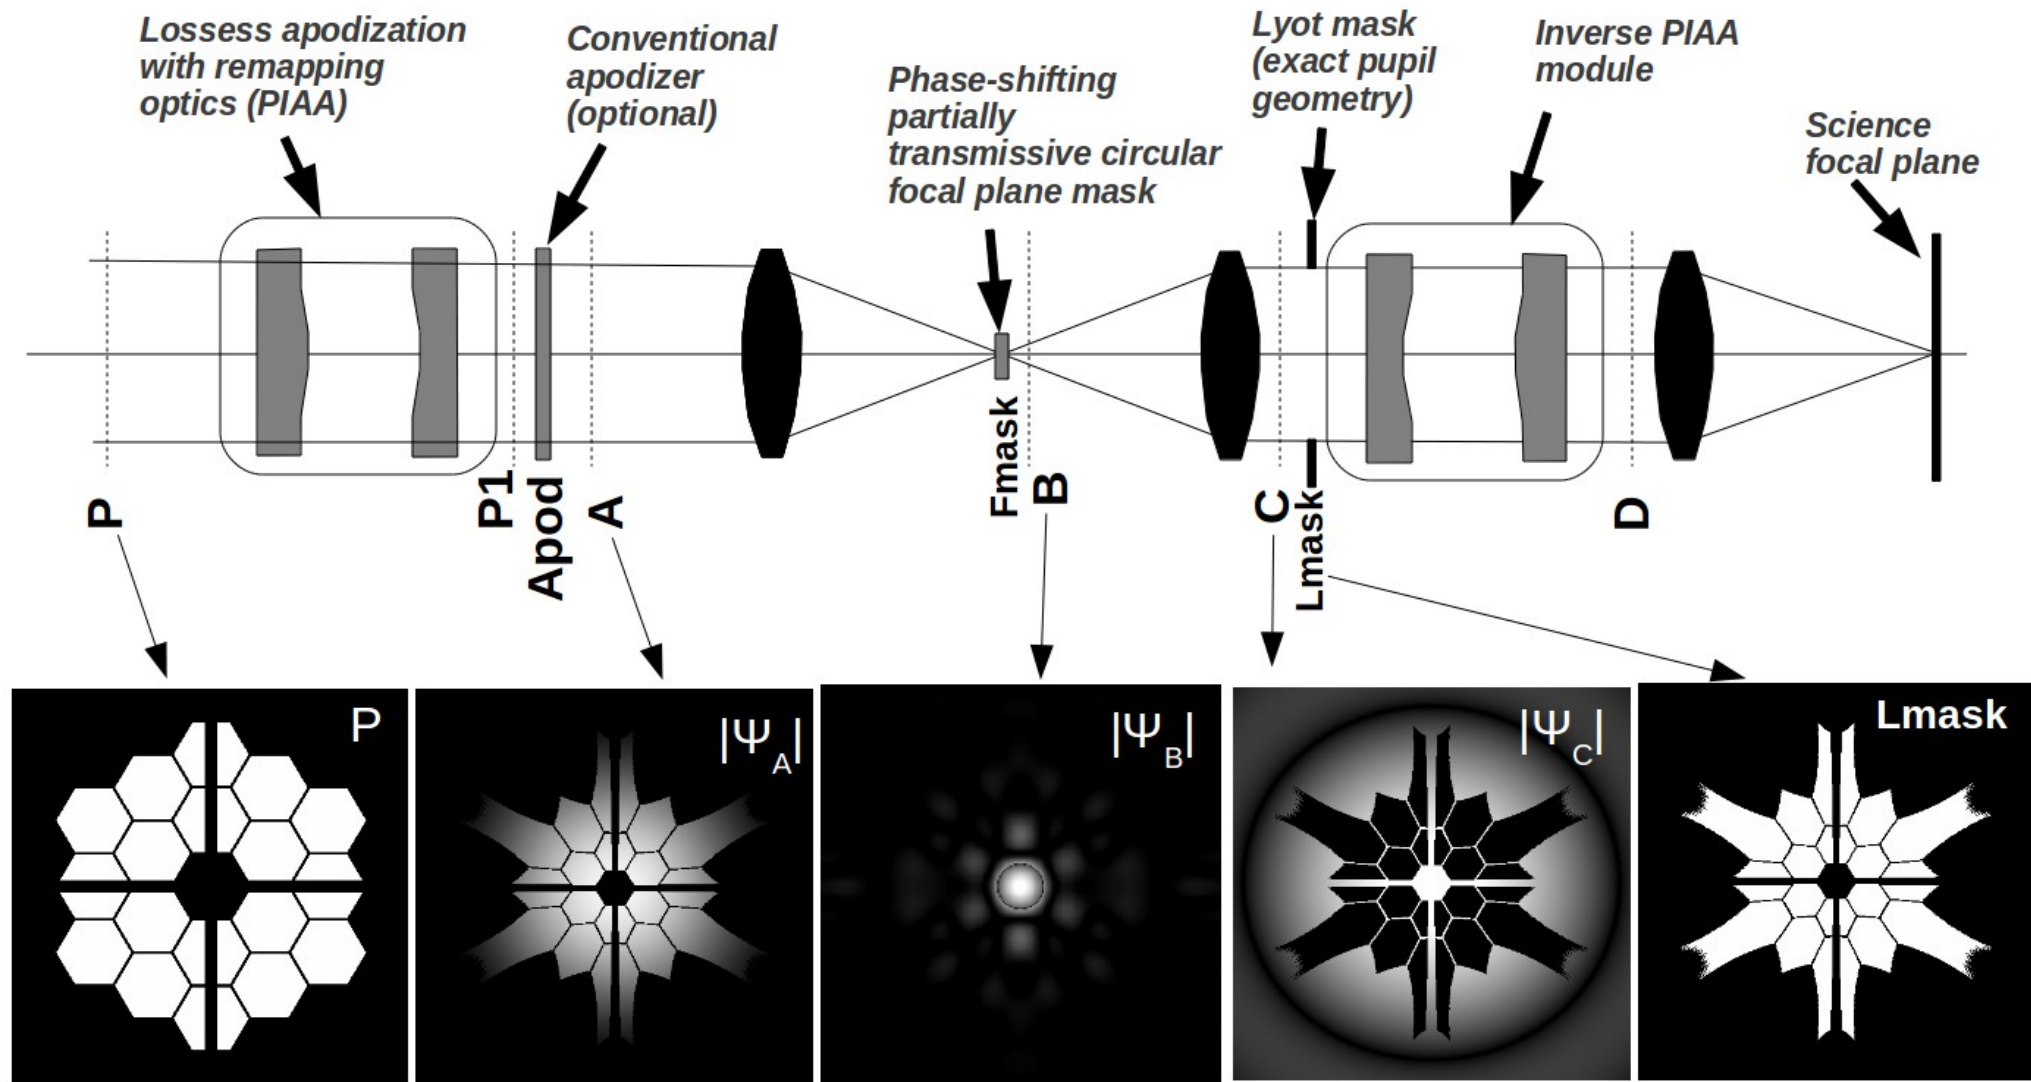 Lossess apodization
with remapping
optics (PIAA)
Conventional
apodizer
(optional)
Phase-shifting
partially
transmissive circular
focal plane mask
Lyot mask
(exact pupil
geometry)
Inverse PIAA
module
Science
focal plane
P
P1
Apod
A
Fmask
B
C
Lmask
D
P
|Ψ_A|
|Ψ_B|
|Ψ_C|
Lmask